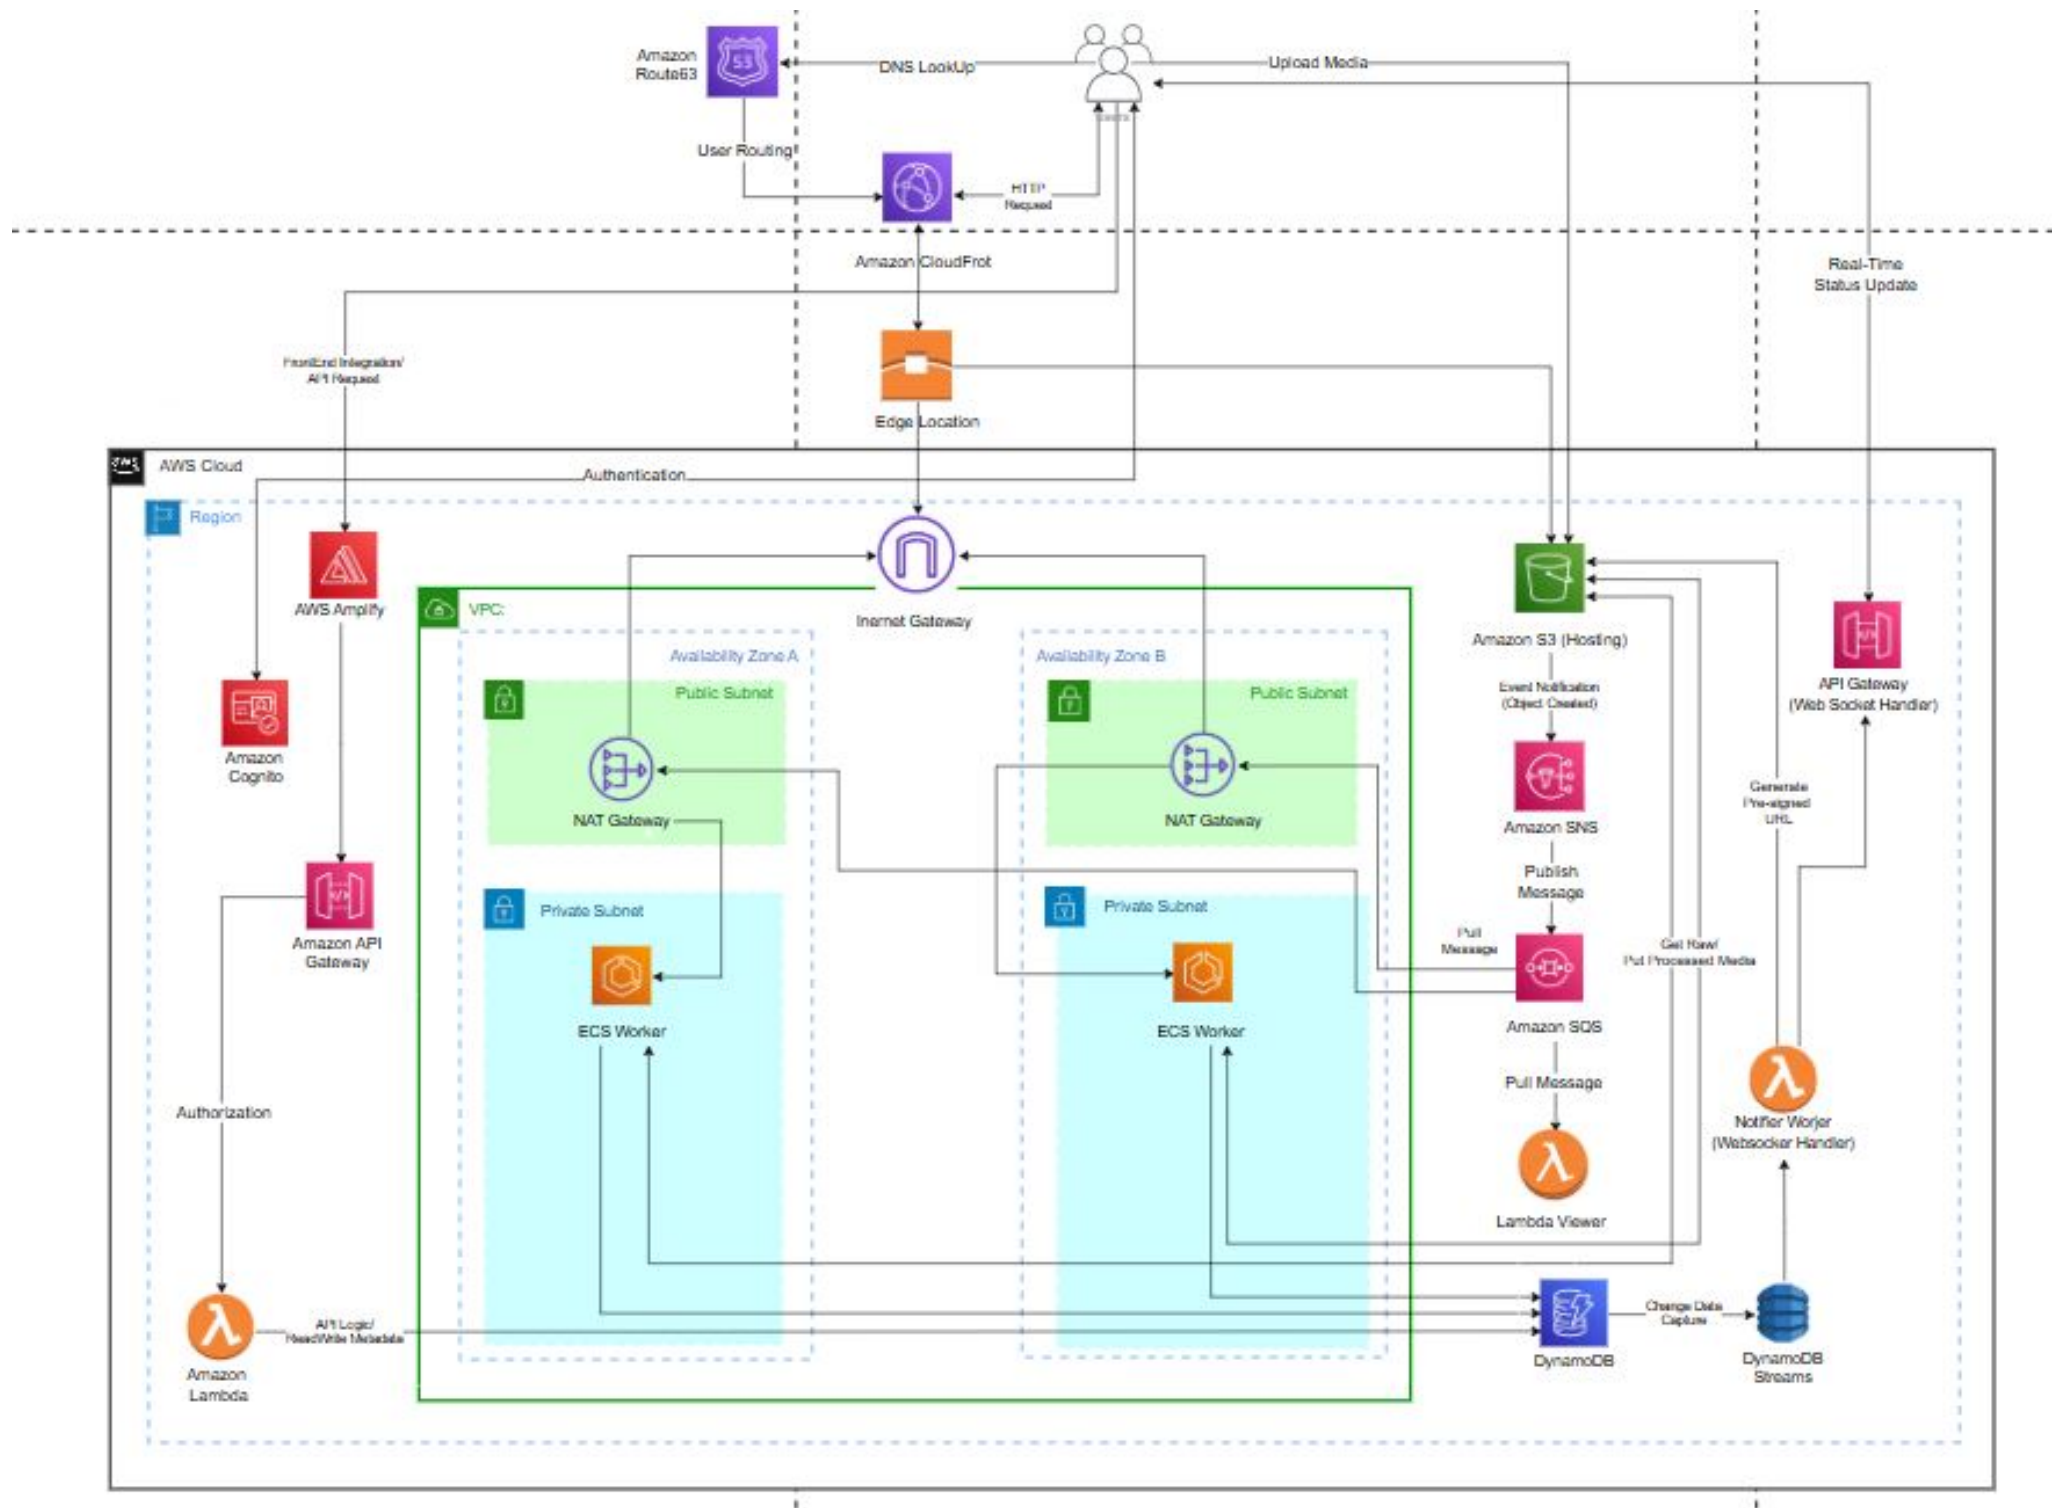 Amazon
Route63
53
DNS LookUp
Upload Media
User Routing
HTTP
Request
Amazon CloudFrot
Real-Time
Status Update
FrontEnd Integration/
API Request
Edge Location
aws
AWS Cloud
Authentication
Region
AWS Amplify
VPC:
Inernet Gateway
Amazon S3 (Hosting)
Availability Zone A
Availability Zone B
Public Subnet
Public Subnet
Event Notification
(Object Created)
API Gateway
(Web Socket Handler)
Amazon
Cognito
NAT Gateway
NAT Gateway
Amazon SNS
Generate
Pre-signed
URL
Publish
Message
Private Subnet
Private Subnet
Amazon API
Gateway
Pull
Message
Get Raw/
Put Processed Media
ECS Worker
ECS Worker
Amazon SQS
Pull Message
Authorization
Notifier Worjer
(Websocker Handler)
Lambda Viewer
API Logic/
Read/Write Metadata
Change Data
Capture
DynamoDB
DynamoDB
Streams
Amazon
Lambda